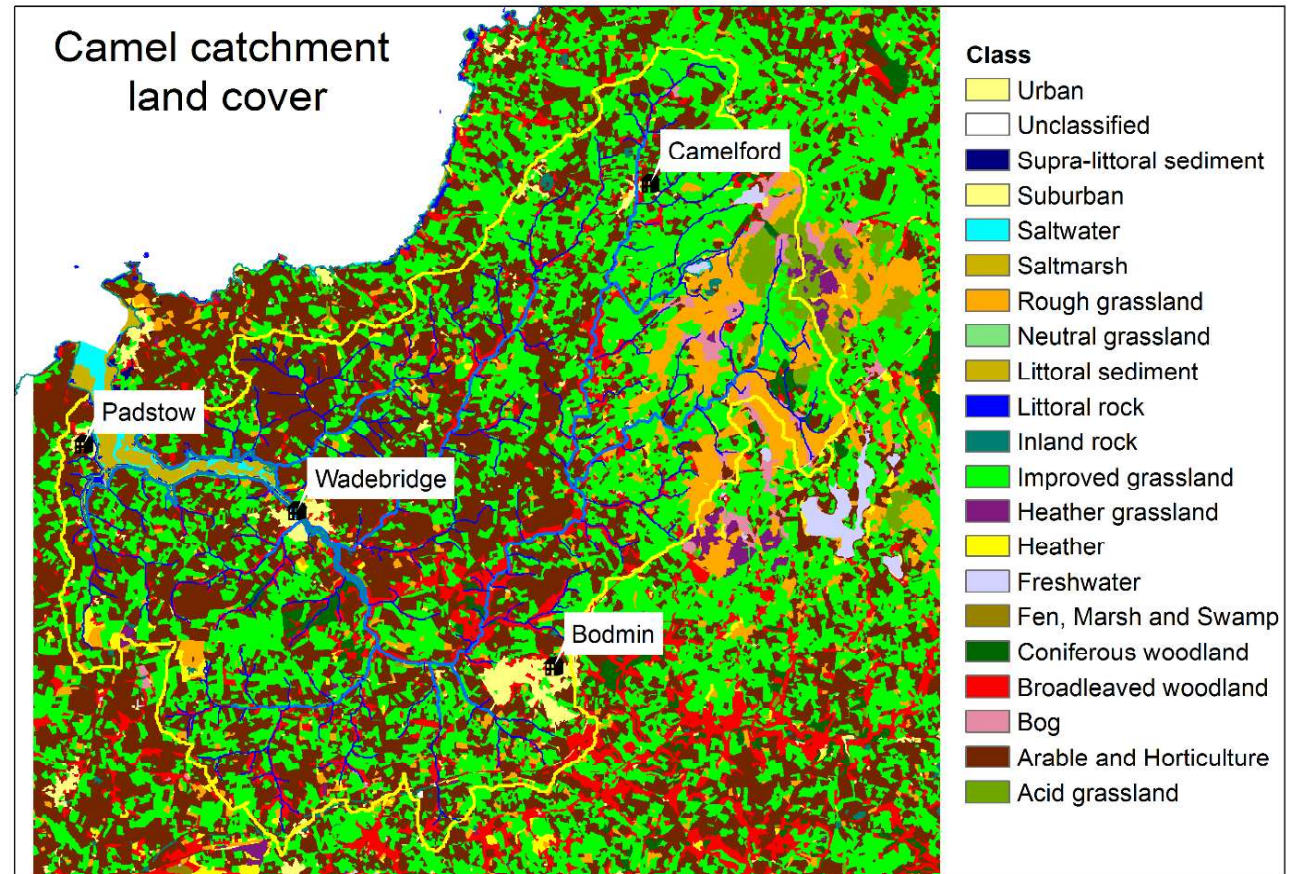 Camel catchment
land cover
Camelford
Padstow
Wadebridge
Bodmin
Class
Urban
Unclassified
Supra-littoral sediment
Suburban
Saltwater
Saltmarsh
Rough grassland
Neutral grassland
Littoral sediment
Littoral rock
Inland rock
Improved grassland
Heather grassland
Heather
Freshwater
Fen, Marsh and Swamp
Coniferous woodland
Broadleaved woodland
Bog
Arable and Horticulture
Acid grassland